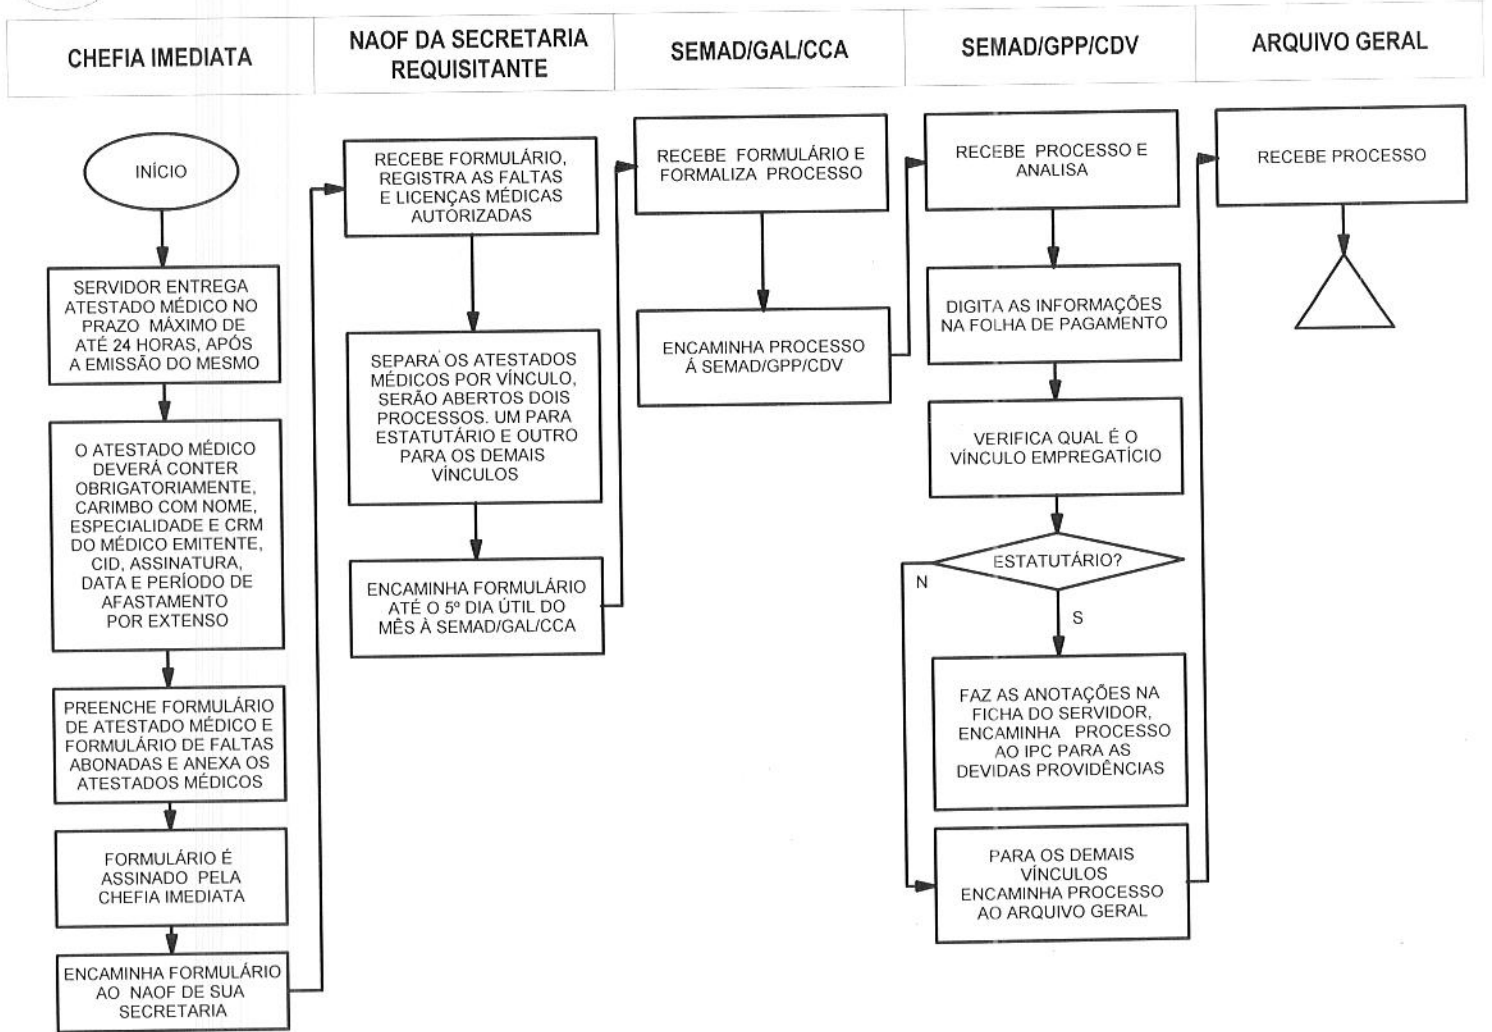 CHEFIA IMEDIATA
NAOF DA SECRETARIA
REQUISITANTE
SEMAD/GAL/CCA
SEMAD/GPP/CDV
ARQUIVO GERAL
INÍCIO
SERVIDOR ENTREGA
ATESTADO MÉDICO NO
PRAZO MÁXIMO DE
ATÉ 24 HORAS, APÓS
A EMISSÃO DO MESMO
O ATESTADO MÉDICO
DEVERÁ CONTER
OBRIGATORIAMENTE,
CARIMBO COM NOME,
ESPECIALIDADE E CRM
DO MÉDICO EMITENTE,
CID, ASSINATURA,
DATA E PERÍODO DE
AFASTAMENTO
POR EXTENSO
PREENCHE FORMULÁRIO
DE ATESTADO MÉDICO E
FORMULÁRIO DE FALTAS
ABONADAS E ANEXA OS
ATESTADOS MÉDICOS
FORMULÁRIO É
ASSINADO PELA
CHEFIA IMEDIATA
ENCAMINHA FORMULÁRIO
AO NAOF DE SUA
SECRETARIA
RECEBE FORMULÁRIO,
REGISTRA AS FALTAS
E LICENÇAS MÉDICAS
AUTORIZADAS
SEPARA OS ATESTADOS
MÉDICOS POR VÍNCULO,
SERÃO ABERTOS DOIS
PROCESSOS. UM PARA
ESTATUTÁRIO E OUTRO
PARA OS DEMAIS
VÍNCULOS
ENCAMINHA FORMULÁRIO
ATÉ O 5º DIA ÚTIL DO
MÊS À SEMAD/GAL/CCA
RECEBE FORMULÁRIO E
FORMALIZA PROCESSO
ENCAMINHA PROCESSO
Á SEMAD/GPP/CDV
RECEBE PROCESSO E
ANALISA
DIGITA AS INFORMAÇÕES
NA FOLHA DE PAGAMENTO
VERIFICA QUAL É O
VÍNCULO EMPREGATÍCIO
ESTATUTÁRIO?
N
S
FAZ AS ANOTAÇÕES NA
FICHA DO SERVIDOR,
ENCAMINHA PROCESSO
AO IPC PARA AS
DEVIDAS PROVIDÊNCIAS
PARA OS DEMAIS
VÍNCULOS
ENCAMINHA PROCESSO
AO ARQUIVO GERAL
RECEBE PROCESSO